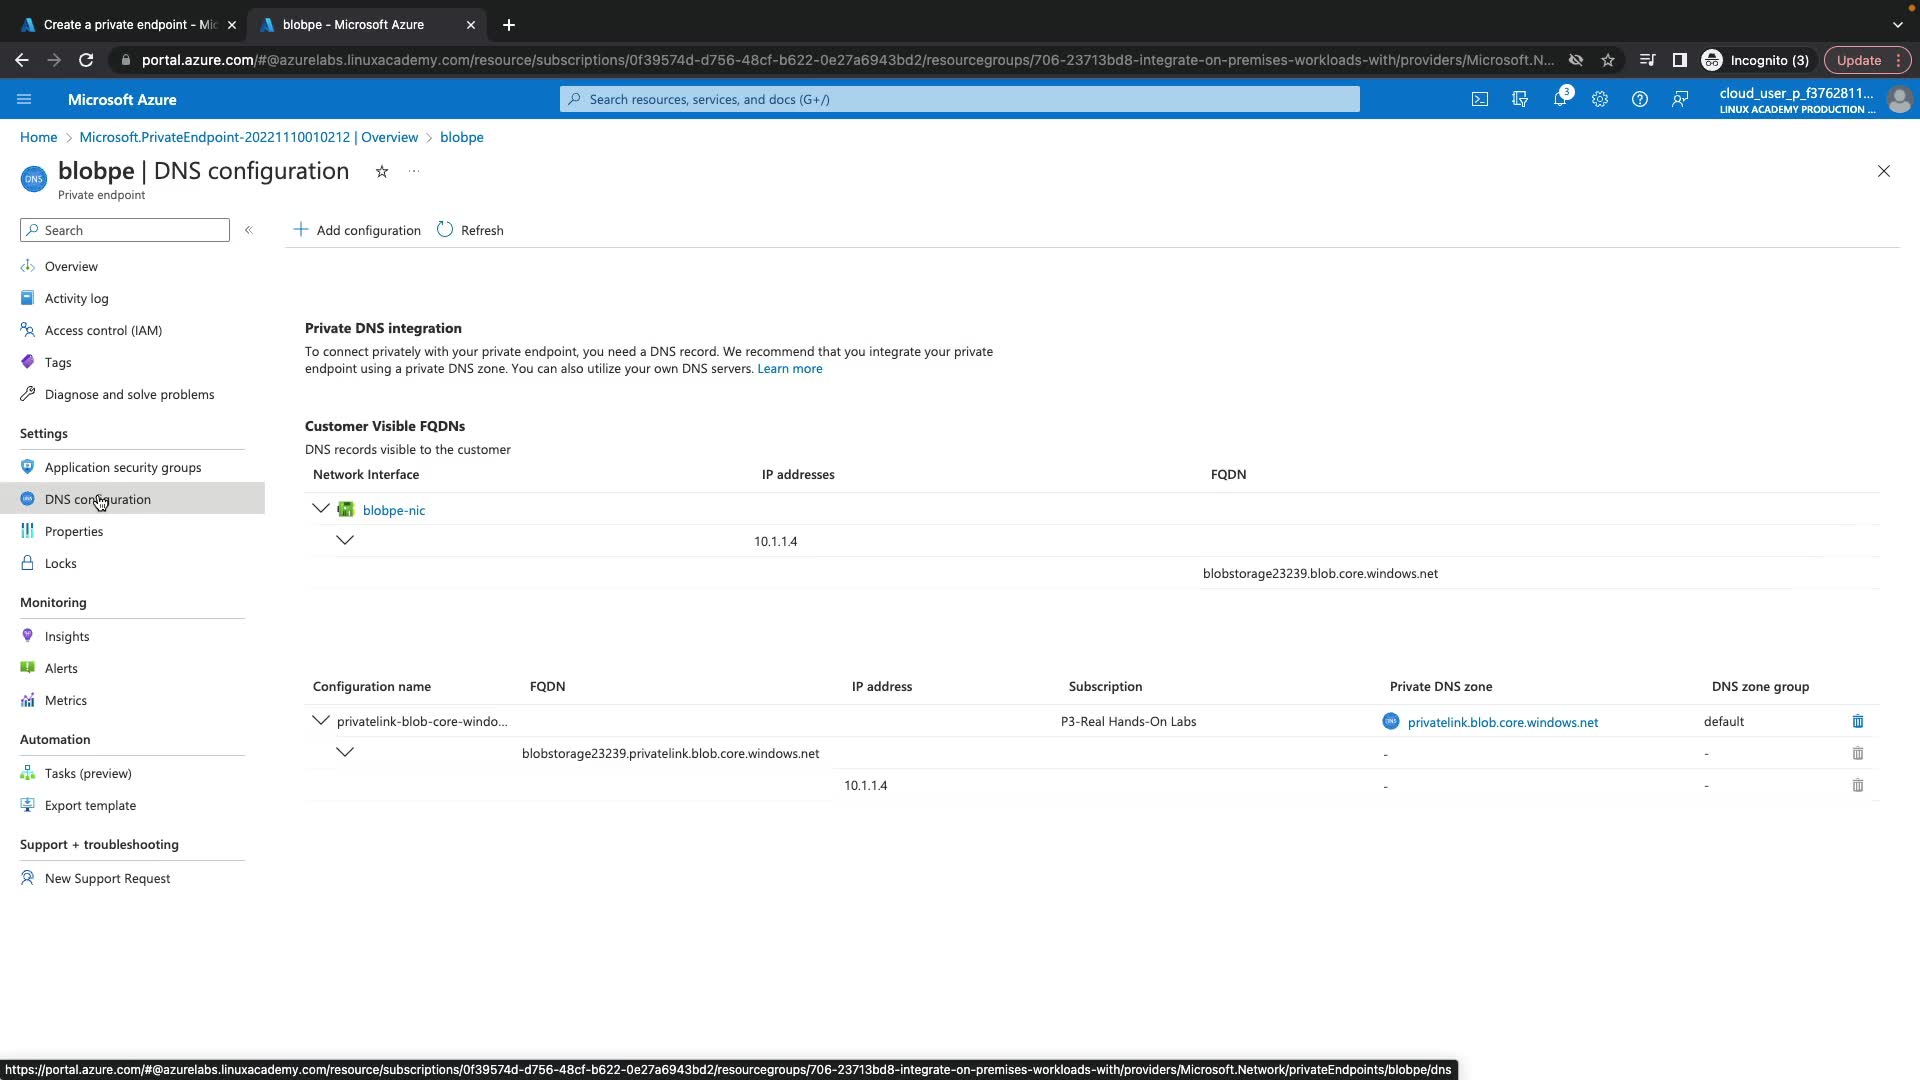 Create a private endpoint - Mic
blobpe - Microsoft Azure
portal.azure.com/#@azurelabs.linuxacademy.com/resource/subscriptions/0f39574d-d756-48cf-b622-0e27a6943bd2/resourcegroups/706-23713bd8-integrate-on-premises-workloads-with/providers/Microsoft.N...
Incognito (3)
Update
Microsoft Azure
Search resources, services, and docs (G+/)
3
cloud_user_p_f3762811...
LINUX ACADEMY PRODUCTION ...
Home > Microsoft.PrivateEndpoint-20221110010212 | Overview > blobpe
DNS
blobpe | DNS configuration
Private endpoint
Search
Add configuration
Refresh
Overview
Activity log
Access control (IAM)
Tags
Diagnose and solve problems
Settings
Application security groups
DNS configuration
Properties
Locks
Monitoring
Insights
Alerts
Metrics
Automation
Tasks (preview)
Export template
Support + troubleshooting
New Support Request
Private DNS integration
To connect privately with your private endpoint, you need a DNS record. We recommend that you integrate your private
endpoint using a private DNS zone. You can also utilize your own DNS servers. Learn more
Customer Visible FQDNs
DNS records visible to the customer
Network Interface IP addresses FQDN
blobpe-nic
10.1.1.4
blobstorage23239.blob.core.windows.net
Configuration name FQDN IP address Subscription Private DNS zone DNS zone group
privatelink-blob-core-windo... P3-Real Hands-On Labs privatelink.blob.core.windows.net default
blobstorage23239.privatelink.blob.core.windows.net - -
10.1.1.4 - -
https://portal.azure.com/#@azurelabs.linuxacademy.com/resource/subscriptions/0f39574d-d756-48cf-b622-0e27a6943bd2/resourcegroups/706-23713bd8-integrate-on-premises-workloads-with/providers/Microsoft.Network/privateEndpoints/blobpe/dns